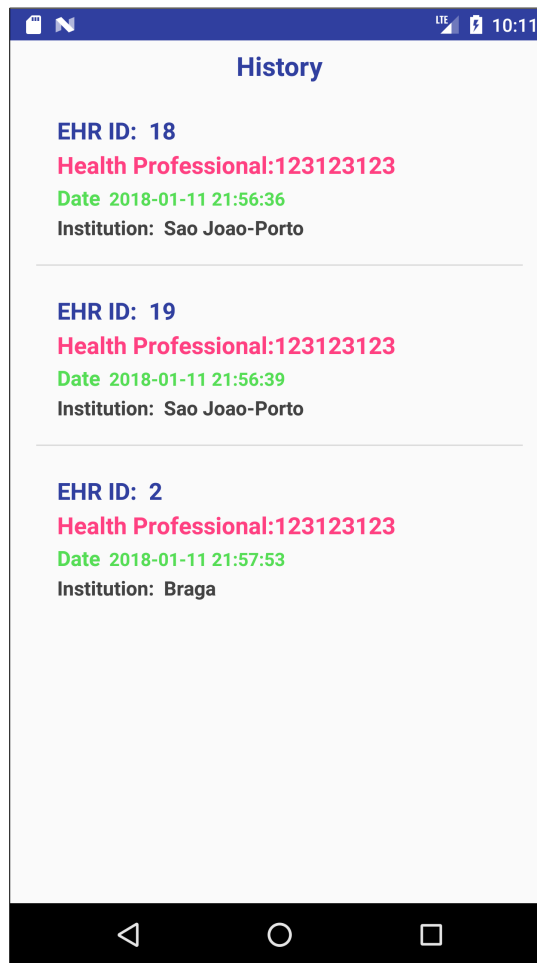 LTE 10:11
History
EHR ID: 18
Health Professional:123123123
Date 2018-01-11 21:56:36
Institution: Sao Joao-Porto
EHR ID: 19
Health Professional:123123123
Date 2018-01-11 21:56:39
Institution: Sao Joao-Porto
EHR ID: 2
Health Professional:123123123
Date 2018-01-11 21:57:53
Institution: Braga